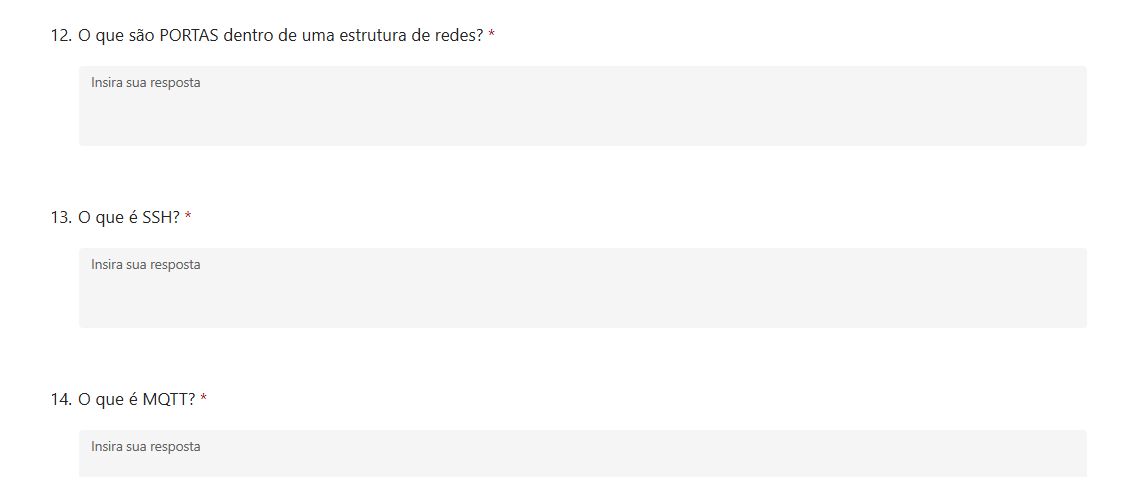 12. O que são PORTAS dentro de uma estrutura de redes? *
Insira sua resposta
13. O que é SSH? *
Insira sua resposta
14. O que é MQTT? *
Insira sua resposta